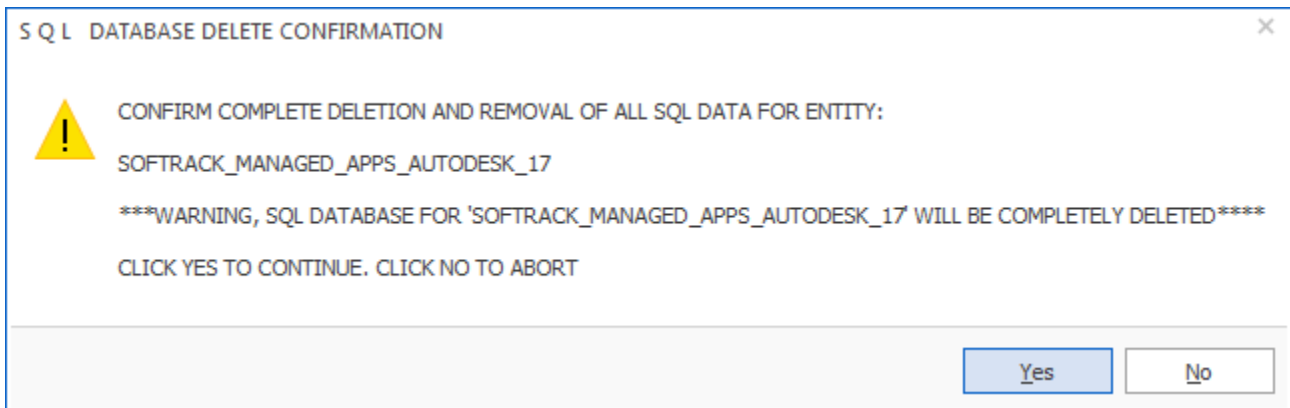 S Q L DATABASE DELETE CONFIRMATION
CONFIRM COMPLETE DELETION AND REMOVAL OF ALL SQL DATA FOR ENTITY:
SOFTRACK_MANAGED_APPS_AUTODESK_17
***WARNING, SQL DATABASE FOR 'SOFTRACK_MANAGED_APPS_AUTODESK_17' WILL BE COMPLETELY DELETED****
CLICK YES TO CONTINUE. CLICK NO TO ABORT
Yes No